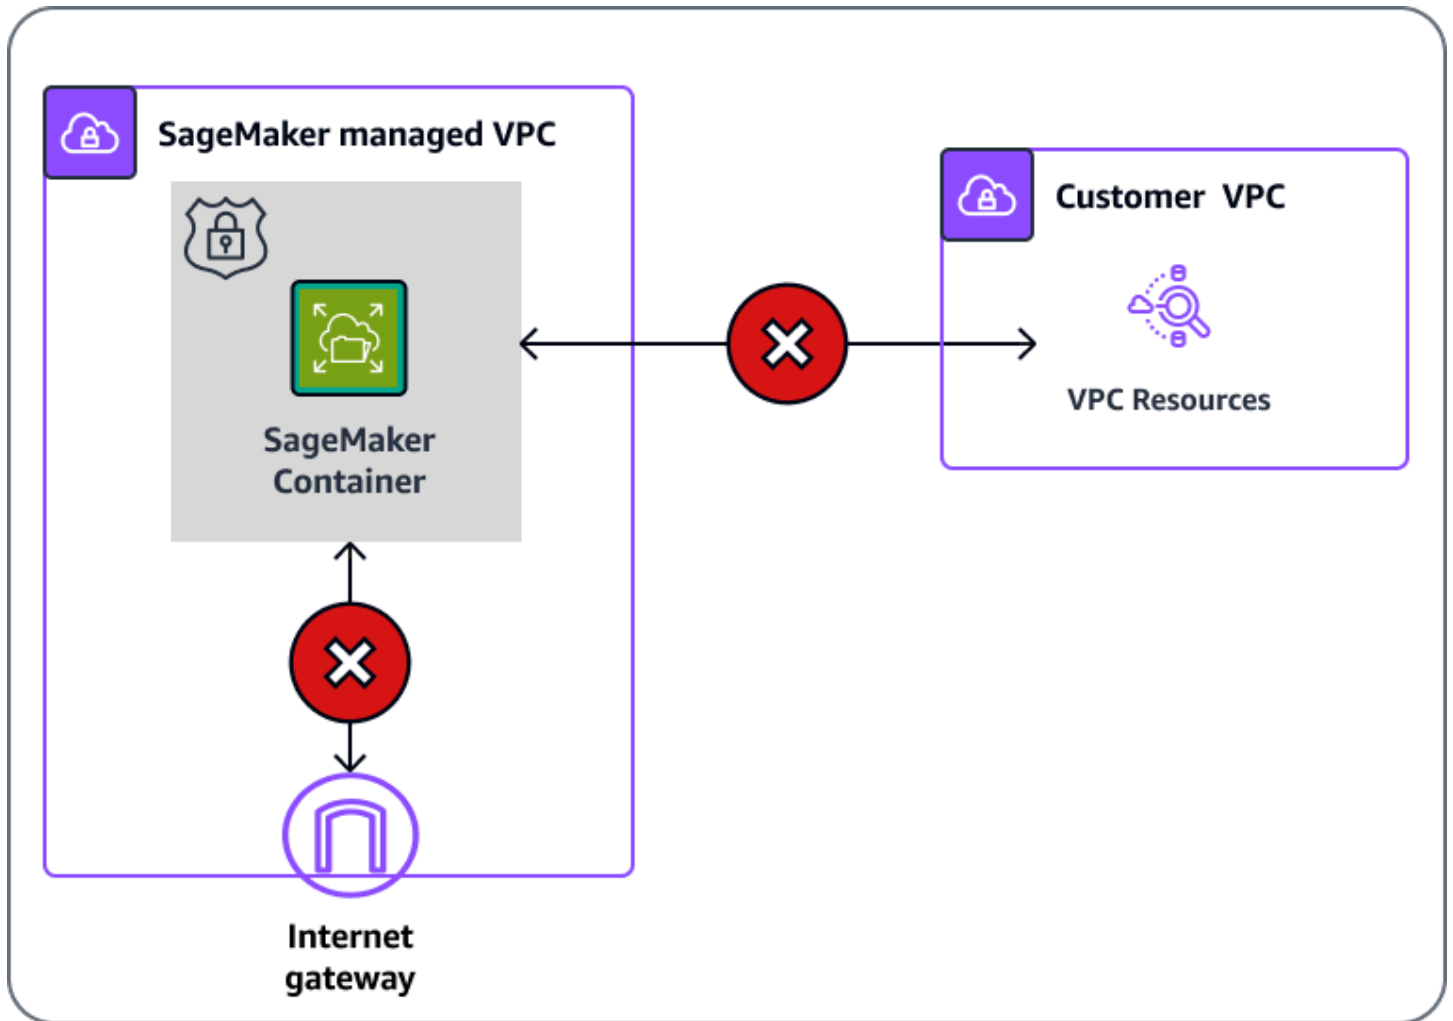 SageMaker managed VPC
Customer VPC
SageMaker
Container
VPC Resources
Internet
gateway